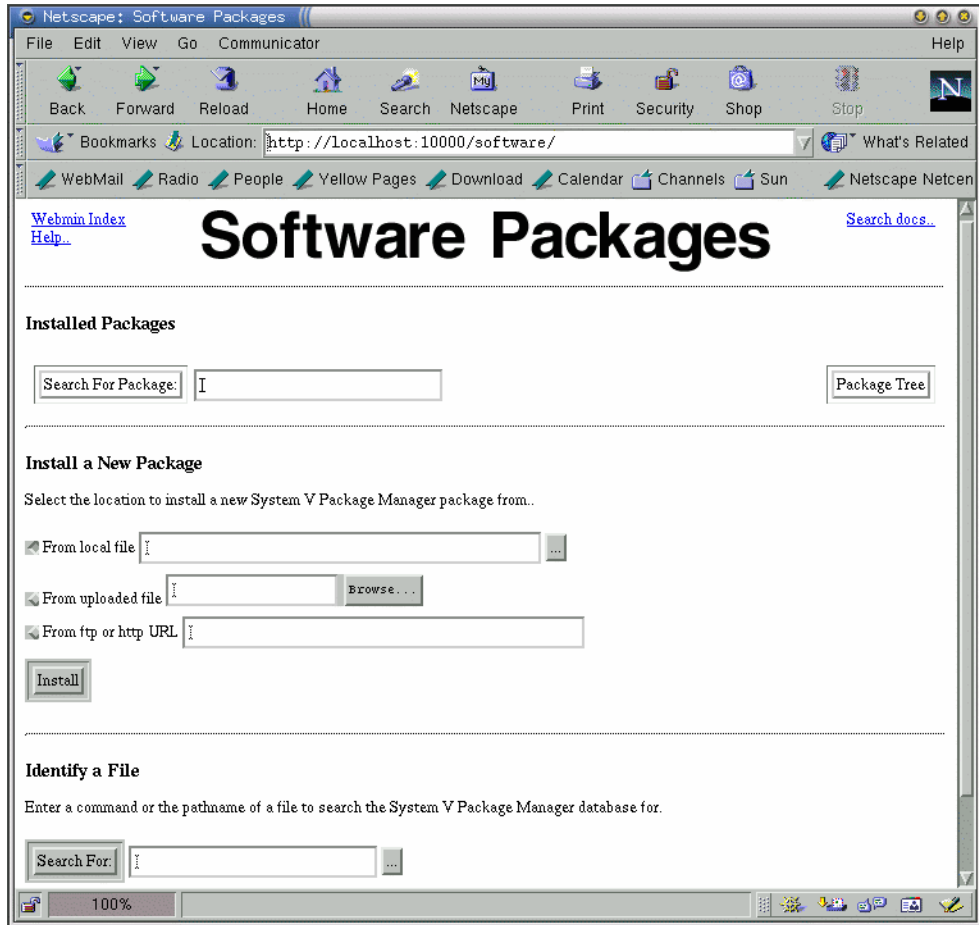 Netscape: Software Packages
File Edit View Go Communicator Help
Back Forward Reload Home Search Netscape Print Security Shop Stop
My
N
Bookmarks Location: http://localhost:10000/software/ What's Related
WebMail Radio People Yellow Pages Download Calendar Channels Sun Netscape Netcen
Webmin Index
Help..
Software Packages
Search docs..
Installed Packages
Search For Package: Package Tree
Install a New Package
Select the location to install a new System V Package Manager package from..
From local file ...
From uploaded file Browse...
From ftp or http URL
Install
Identify a File
Enter a command or the pathname of a file to search the System V Package Manager database for.
Search For: ...
100%